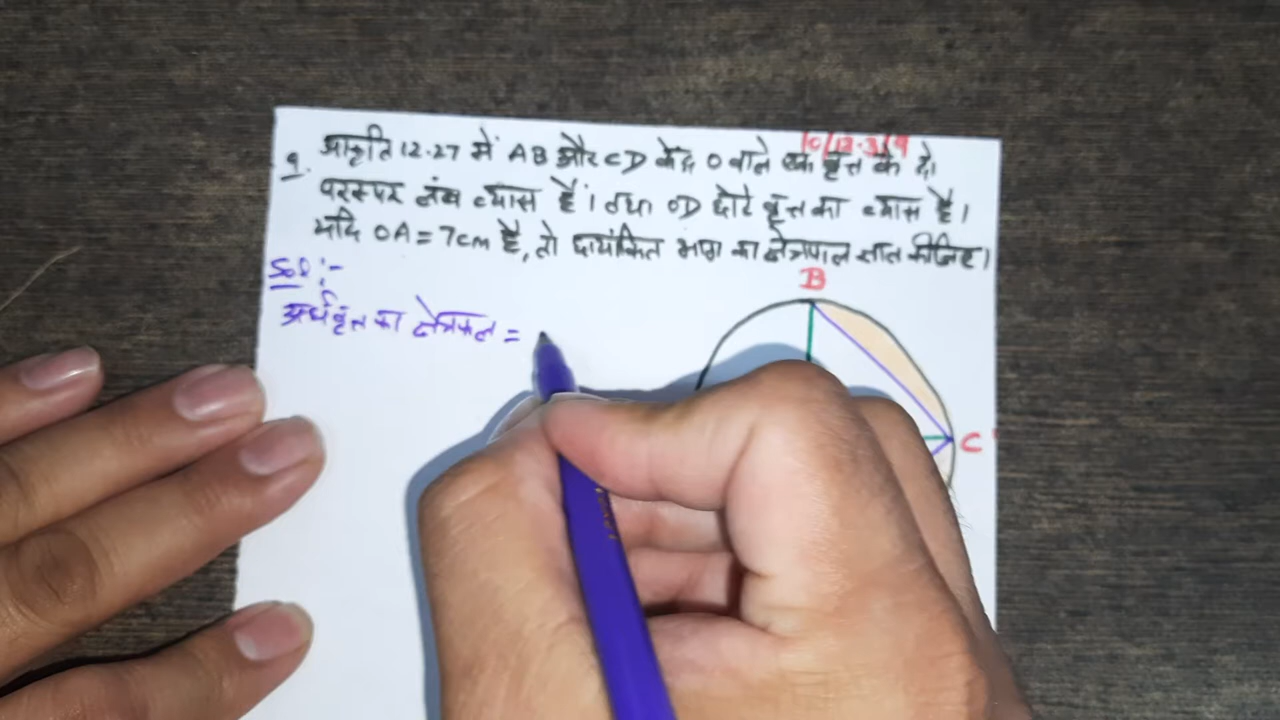 10/12.3/9
9. आकृति 12.27 में AB और CD केंद्र O वाले एक वृत्त के दो
परस्पर लंब व्यास हैं। तथा OD छोटे वृत्त का व्यास है।
यदि OA = 7cm है, तो छायांकित भाग का क्षेत्रफल ज्ञात कीजिए।
Sol :-
अर्धवृत्त का क्षेत्रफल =
B
C